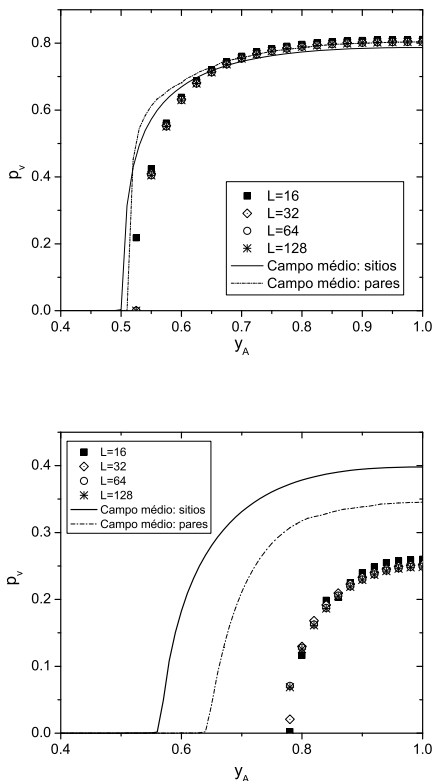 0.8
0.6
0.4
0.2
0.0
p_v
L=16
L=32
L=64
L=128
Campo médio: sitios
Campo médio: pares
0.4 0.5 0.6 0.7 0.8 0.9 1.0
y_A
0.4
0.3
0.2
0.1
0.0
p_v
L=16
L=32
L=64
L=128
Campo médio: sitios
Campo médio: pares
0.4 0.6 0.8 1.0
y_A